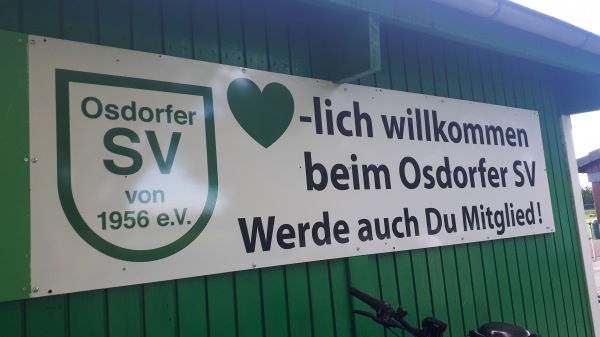 Osdorfer
SV
von
1956 e.V.
-lich willkommen
beim Osdorfer SV
Werde auch Du Mitglied!